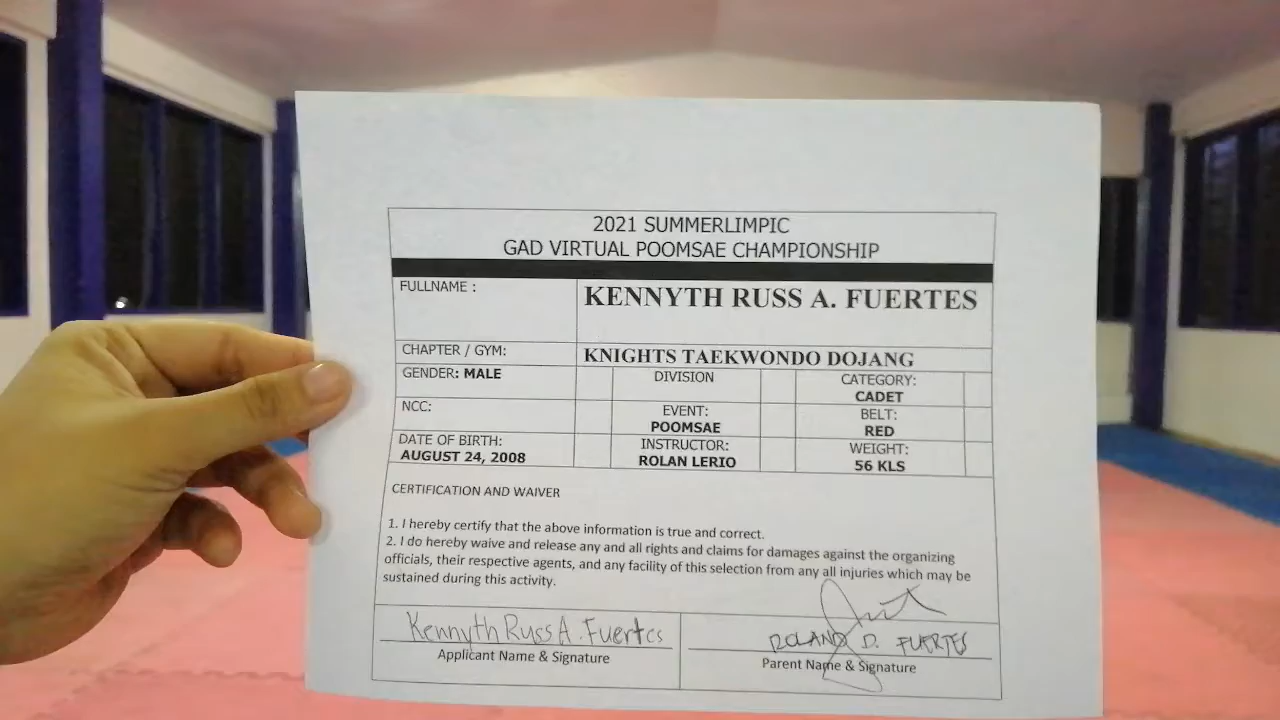 2021 SUMMERLIMPIC
GAD VIRTUAL POOMSAE CHAMPIONSHIP
FULLNAME :
KENNYTH RUSS A. FUERTES
CHAPTER / GYM:
KNIGHTS TAEKWONDO DOJANG
GENDER: MALE
DIVISION
CATEGORY:
CADET
NCC:
EVENT:
POOMSAE
BELT:
RED
DATE OF BIRTH:
AUGUST 24, 2008
INSTRUCTOR:
ROLAN LERIO
WEIGHT:
56 KLS
CERTIFICATION AND WAIVER
1. I hereby certify that the above information is true and correct.
2. I do hereby waive and release any and all rights and claims for damages against the organizing
officials, their respective agents, and any facility of this selection from any all injuries which may be
sustained during this activity.
Kennyth Russ A. Fuertes
Applicant Name & Signature
ROLAND D. FUERTES
Parent Name & Signature